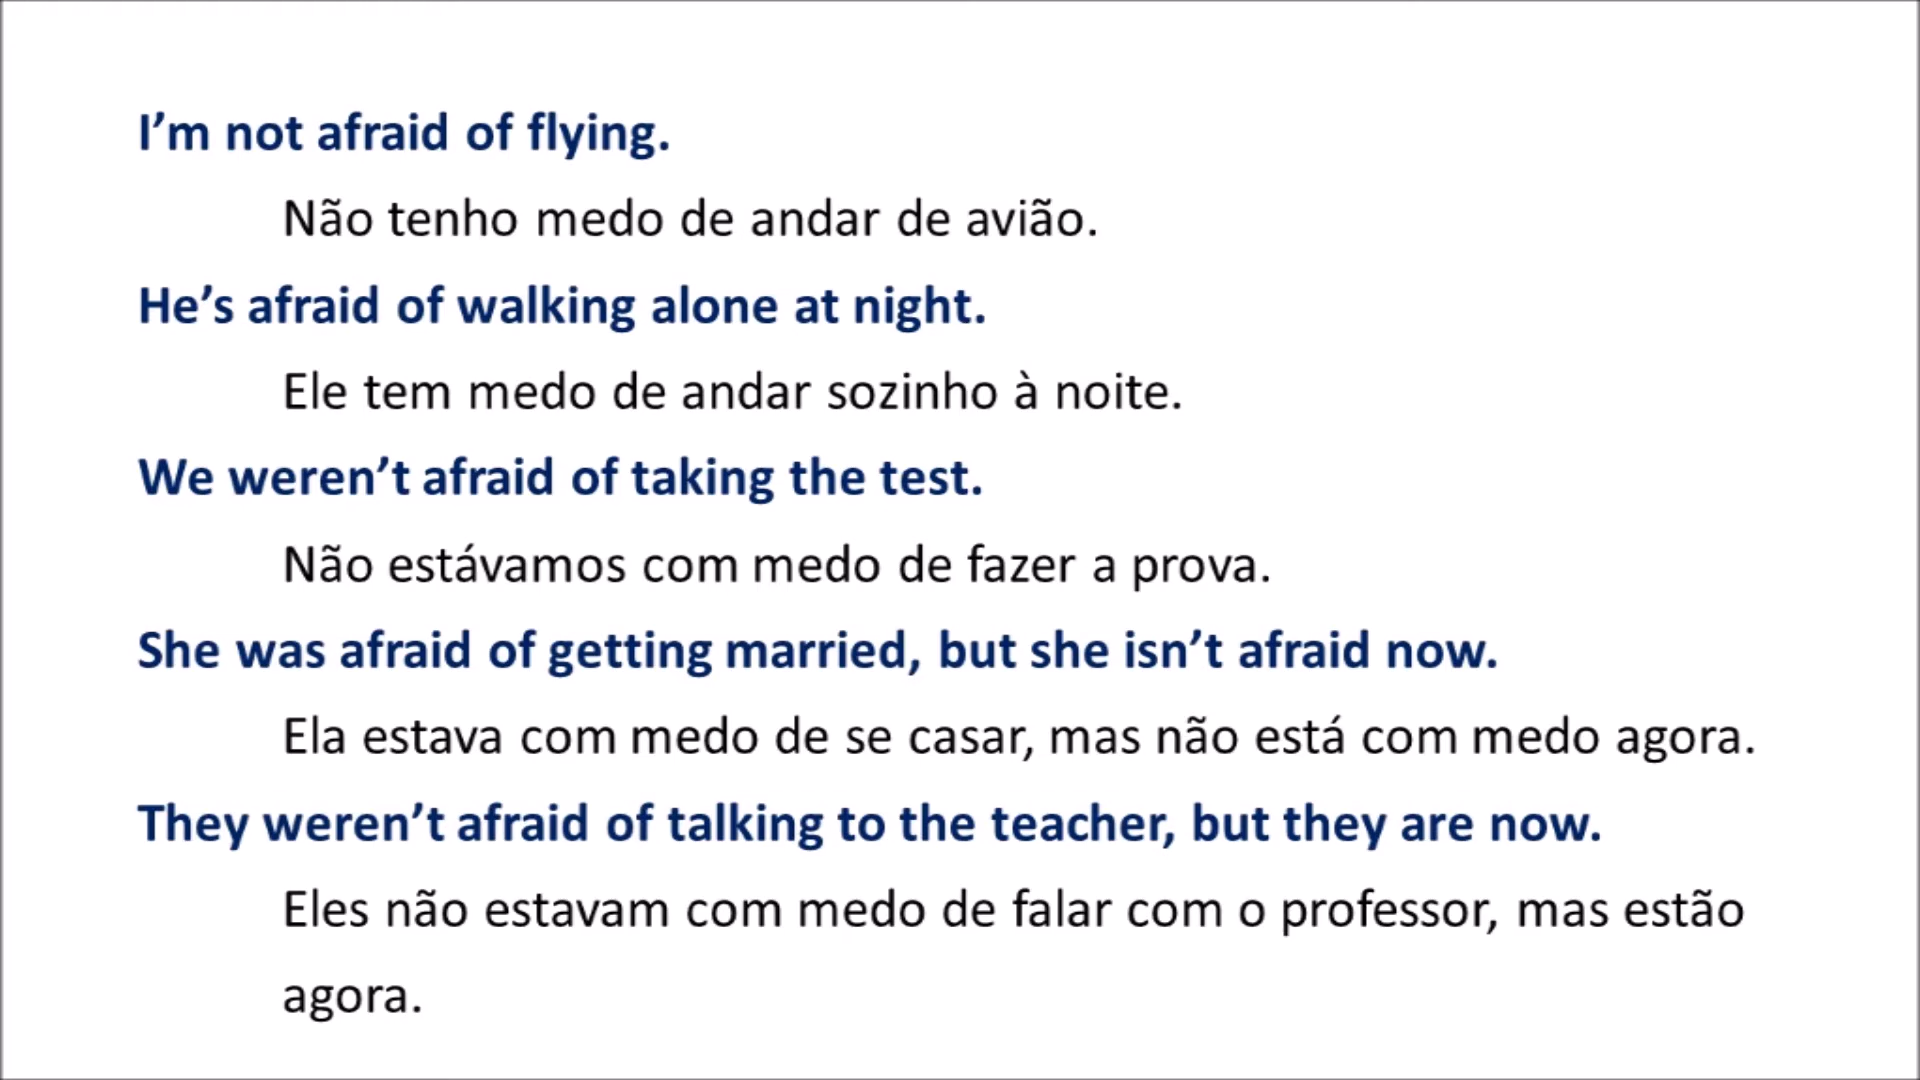 I’m not afraid of flying.
Não tenho medo de andar de avião.
He’s afraid of walking alone at night.
Ele tem medo de andar sozinho à noite.
We weren’t afraid of taking the test.
Não estávamos com medo de fazer a prova.
She was afraid of getting married, but she isn’t afraid now.
Ela estava com medo de se casar, mas não está com medo agora.
They weren’t afraid of talking to the teacher, but they are now.
Eles não estavam com medo de falar com o professor, mas estão
agora.